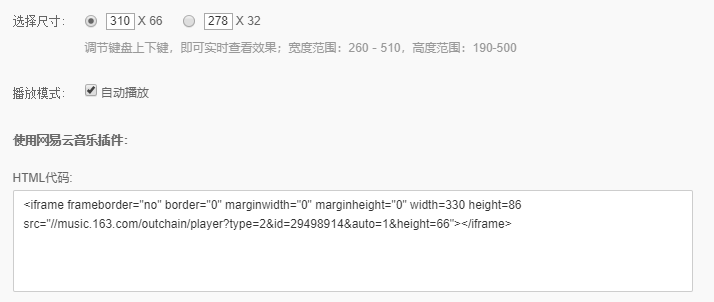 选择尺寸： 310 X 66 278 X 32
调节键盘上下键，即可实时查看效果；宽度范围：260 - 510，高度范围：190-500
播放模式： 自动播放
使用网易云音乐插件：
HTML代码:
<iframe frameborder="no" border="0" marginwidth="0" marginheight="0" width=330 height=86
src="//music.163.com/outchain/player?type=2&id=29498914&auto=1&height=66"></iframe>